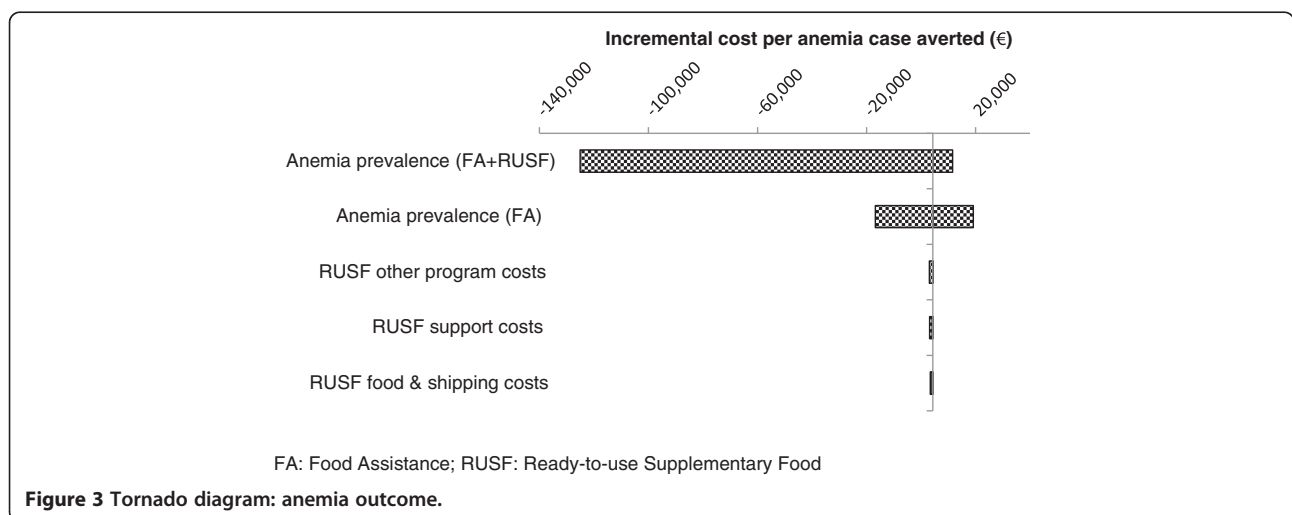 Incremental cost per anemia case averted (€)
-140,000 -100,000 -60,000 -20,000 20,000
Anemia prevalence (FA+RUSF)
Anemia prevalence (FA)
RUSF other program costs
RUSF support costs
RUSF food & shipping costs
FA: Food Assistance; RUSF: Ready-to-use Supplementary Food
Figure 3 Tornado diagram: anemia outcome.